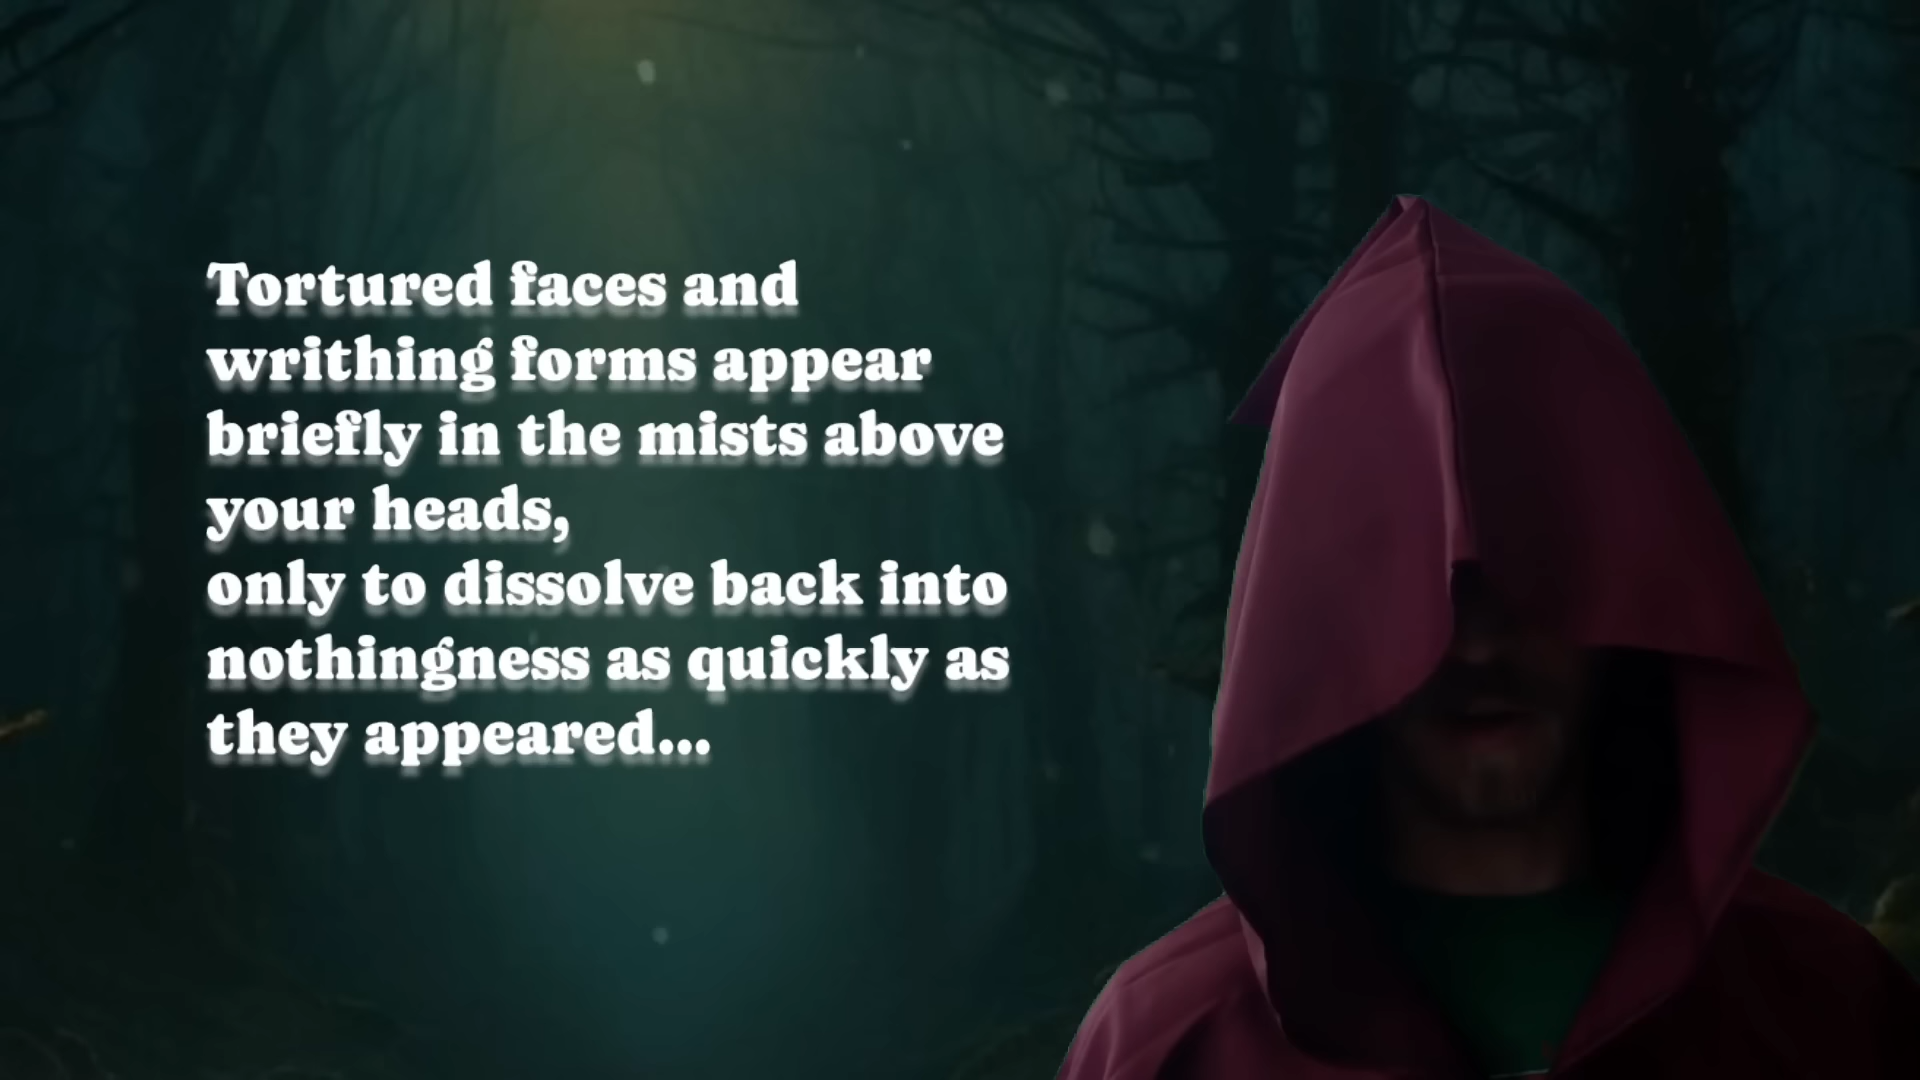 Tortured faces and
writhing forms appear
briefly in the mists above
your heads,
only to dissolve back into
nothingness as quickly as
they appeared...